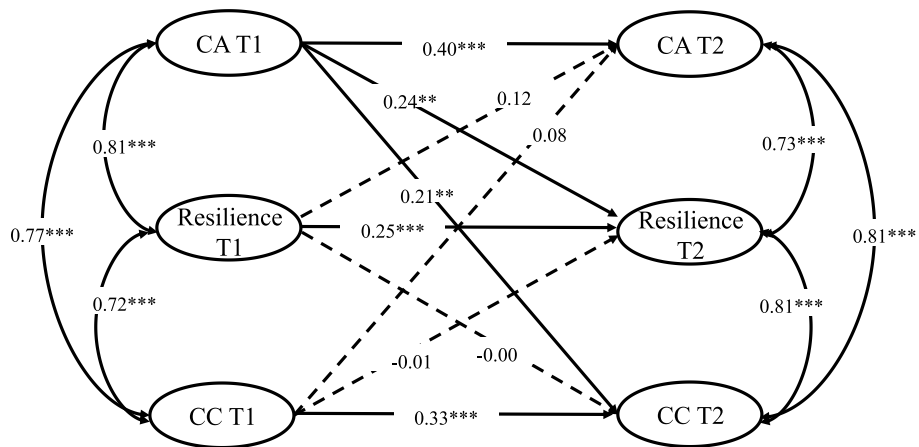 CA T1
0.40***
CA T2
0.24**
0.12
0.08
0.81***
0.73***
0.21**
Resilience
T1
0.25***
Resilience
T2
0.77***
0.81***
0.72***
0.81***
-0.01
-0.00
CC T1
0.33***
CC T2